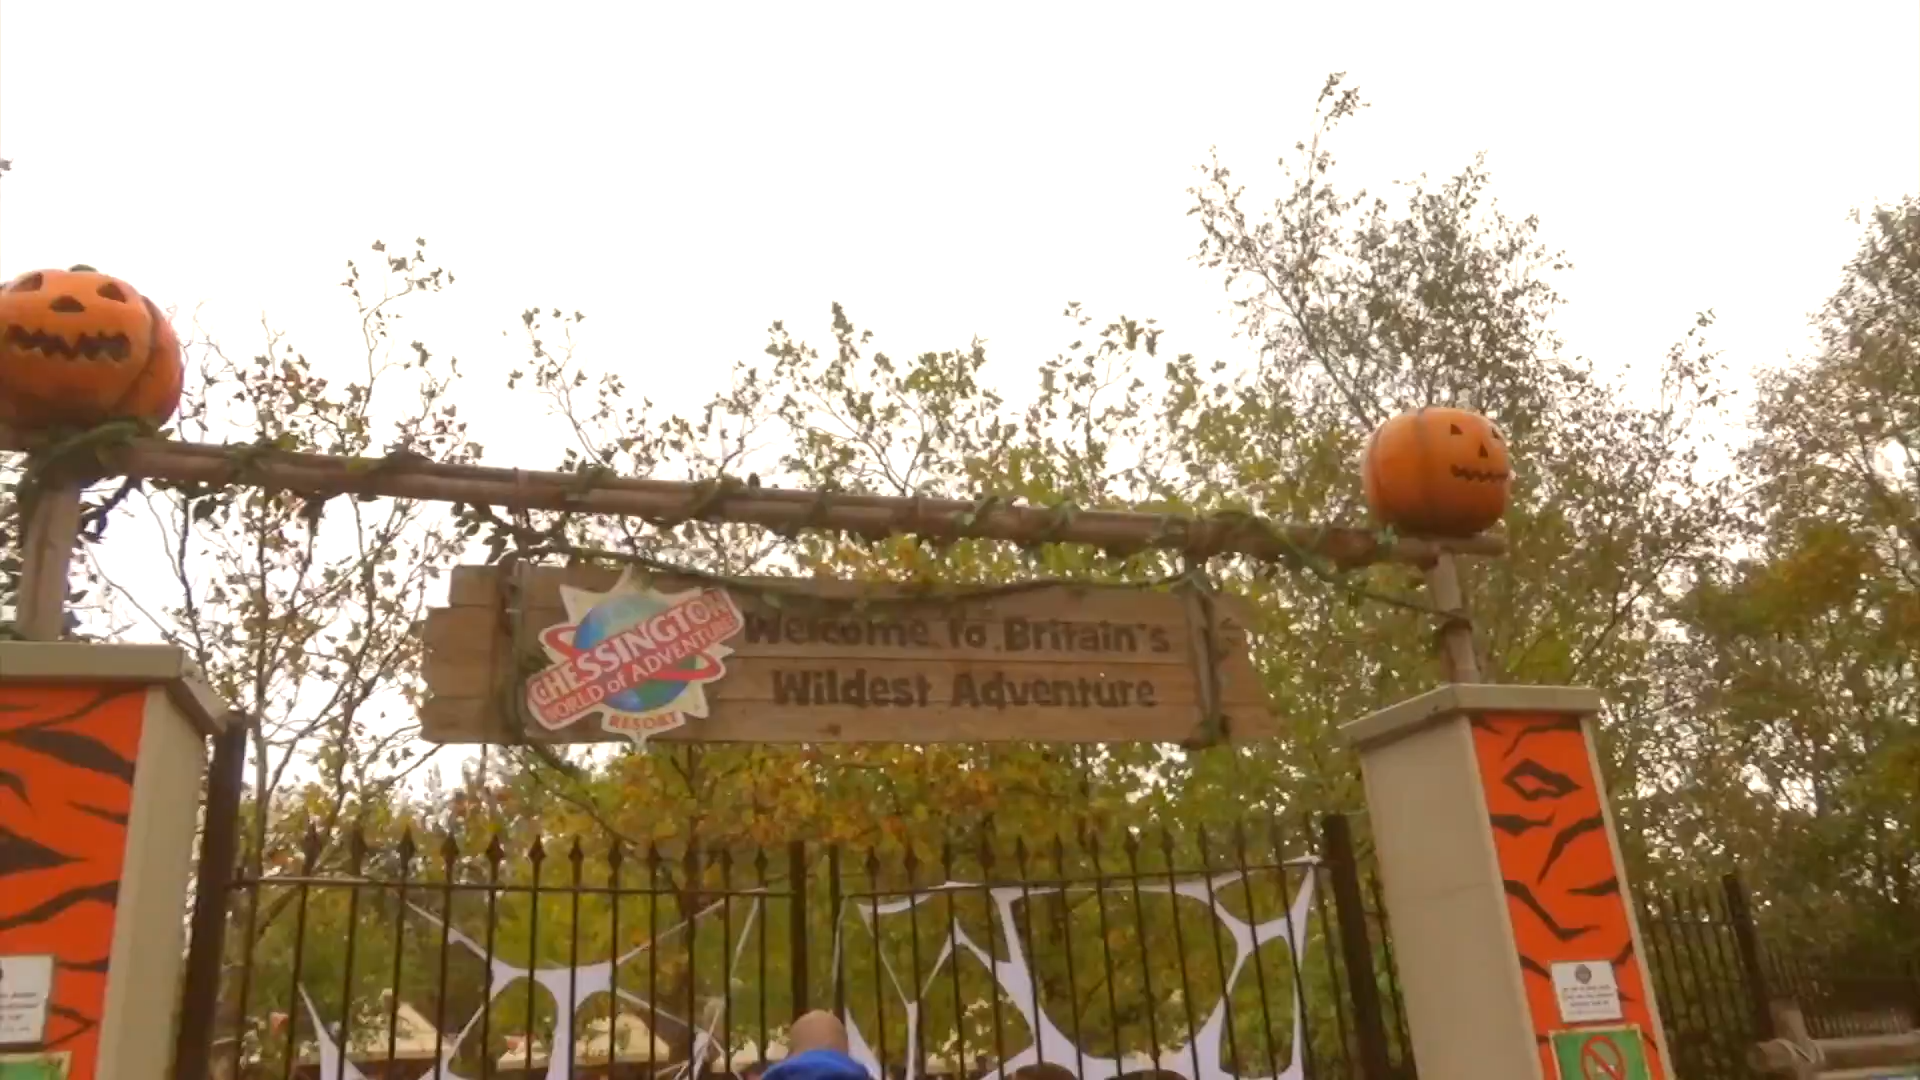 CHESSINGTON
WORLD of ADVENTURES
RESORT
Welcome to Britain's
Wildest Adventure